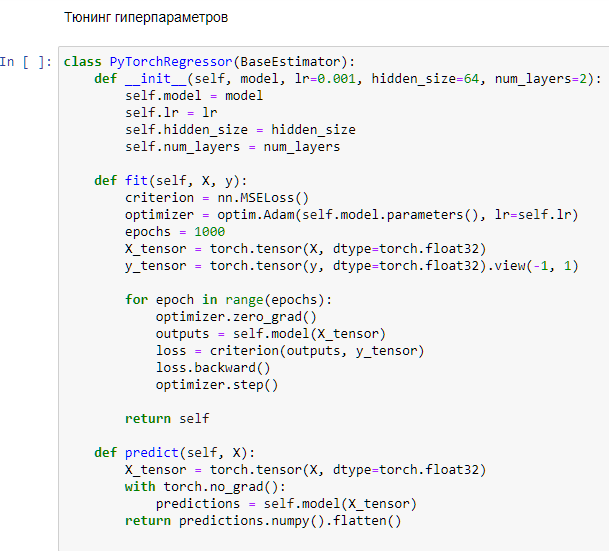 Тюнинг гиперпараметров
In [ ]: class PyTorchRegressor(BaseEstimator):
    def __init__(self, model, lr=0.001, hidden_size=64, num_layers=2):
        self.model = model
        self.lr = lr
        self.hidden_size = hidden_size
        self.num_layers = num_layers

    def fit(self, X, y):
        criterion = nn.MSELoss()
        optimizer = optim.Adam(self.model.parameters(), lr=self.lr)
        epochs = 1000
        X_tensor = torch.tensor(X, dtype=torch.float32)
        y_tensor = torch.tensor(y, dtype=torch.float32).view(-1, 1)

        for epoch in range(epochs):
            optimizer.zero_grad()
            outputs = self.model(X_tensor)
            loss = criterion(outputs, y_tensor)
            loss.backward()
            optimizer.step()

        return self

    def predict(self, X):
        X_tensor = torch.tensor(X, dtype=torch.float32)
        with torch.no_grad():
            predictions = self.model(X_tensor)
        return predictions.numpy().flatten()